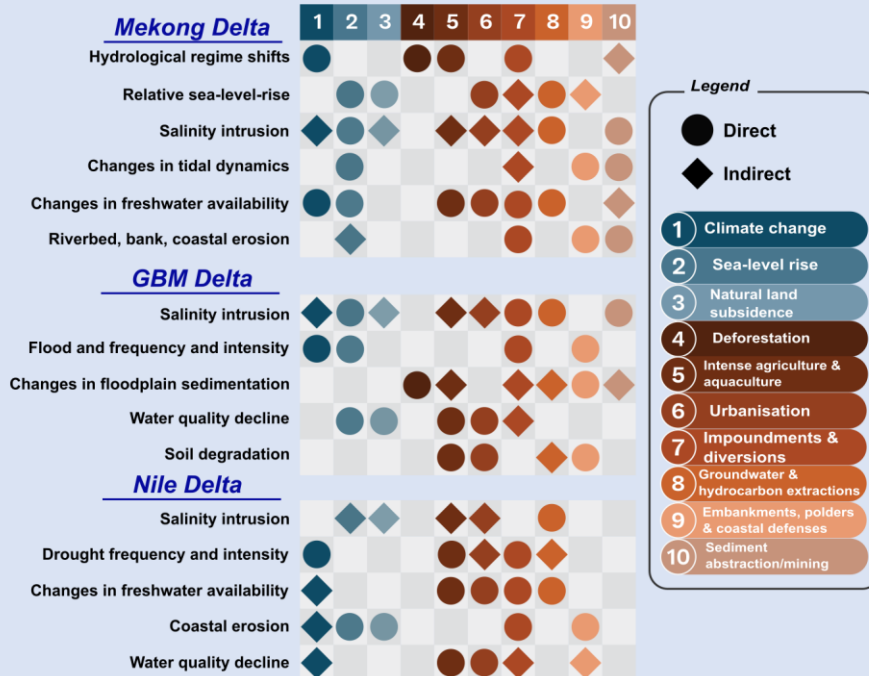 Mekong Delta
1 2 3 4 5 6 7 8 9 10
Hydrological regime shifts
Relative sea-level-rise
Salinity intrusion
Changes in tidal dynamics
Changes in freshwater availability
Riverbed, bank, coastal erosion
GBM Delta
Salinity intrusion
Flood and frequency and intensity
Changes in floodplain sedimentation
Water quality decline
Soil degradation
Nile Delta
Salinity intrusion
Drought frequency and intensity
Changes in freshwater availability
Coastal erosion
Water quality decline
Legend
Direct
Indirect
1 Climate change
2 Sea-level rise
3 Natural land
subsidence
4 Deforestation
5 Intense agriculture &
aquaculture
6 Urbanisation
7 Impoundments &
diversions
8 Groundwater &
hydrocarbon extractions
9 Embankments, polders
& coastal defenses
10 Sediment
abstraction/mining